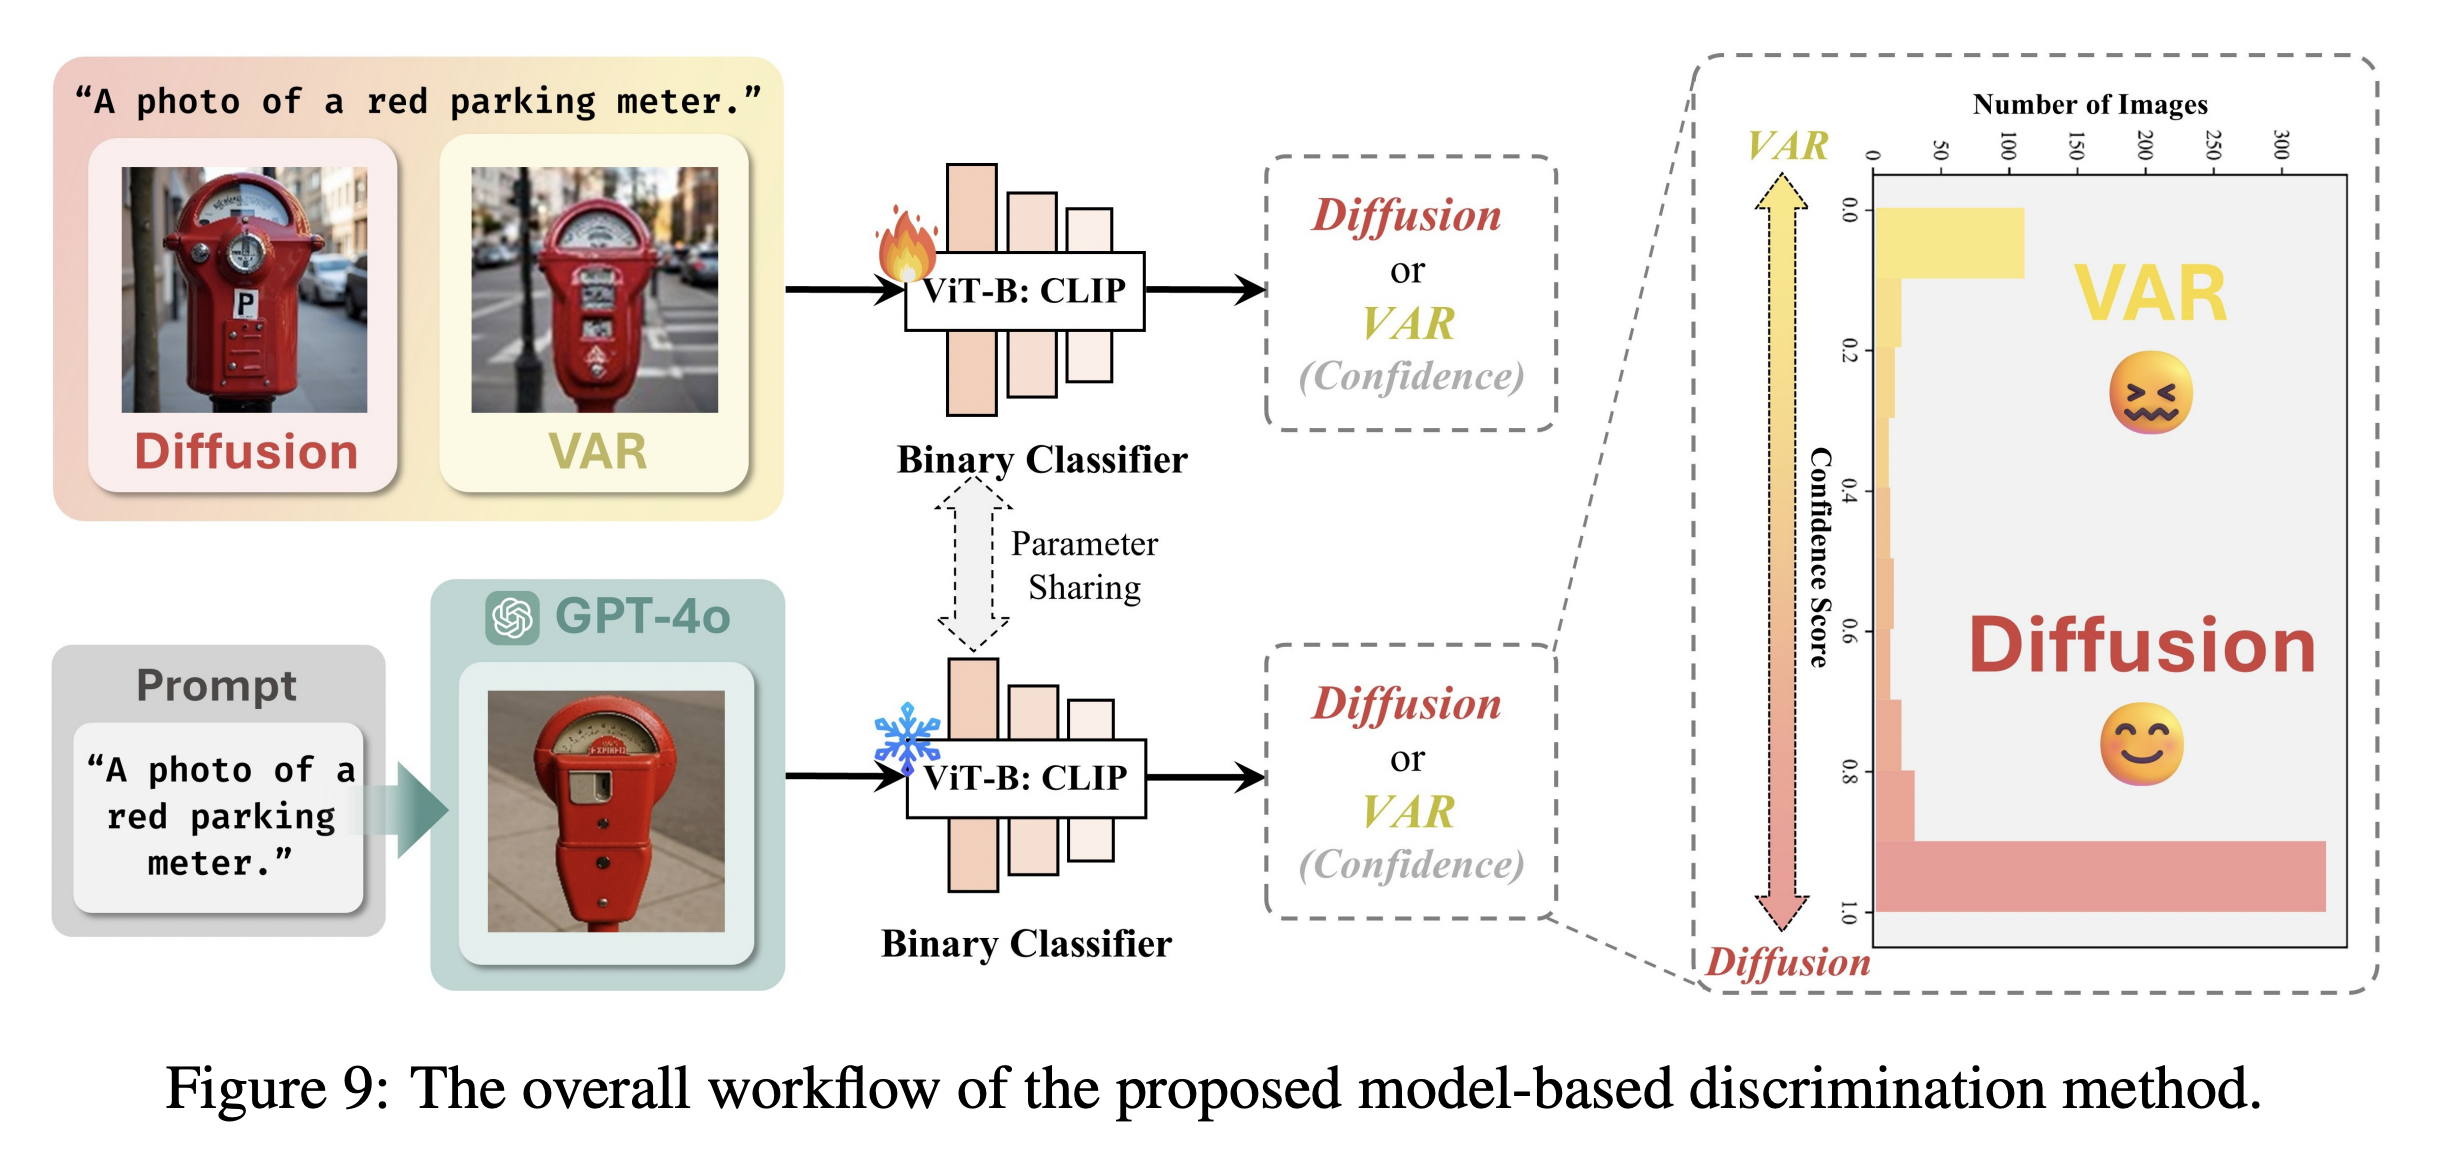 “A photo of a red parking meter.”
P
Diffusion
VAR
ViT-B: CLIP
Binary Classifier
Diffusion
or
VAR
(Confidence)
Parameter
Sharing
Prompt
“A photo of a
red parking
meter.”
GPT-4o
EXPIRED
ViT-B: CLIP
Binary Classifier
Diffusion
or
VAR
(Confidence)
Number of Images
0
50
100
150
200
250
300
VAR
Confidence Score
Diffusion
0.0
0.2
0.4
0.6
0.8
1.0
VAR
Diffusion
Figure 9: The overall workflow of the proposed model-based discrimination method.